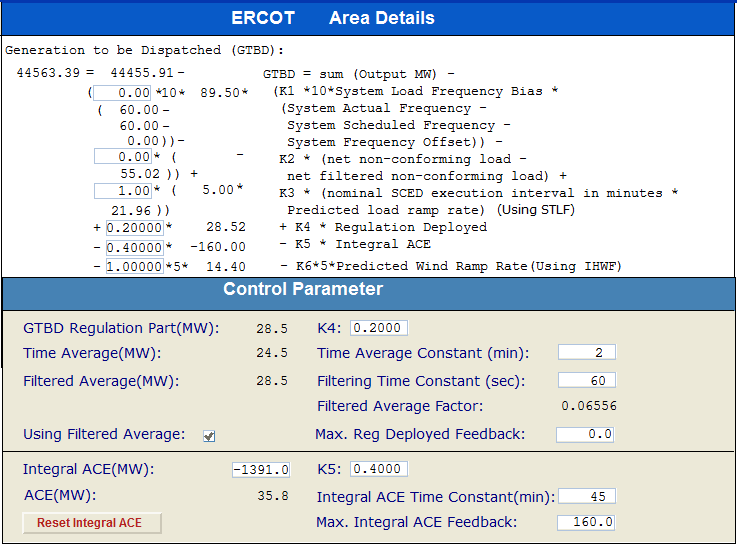 ERCOT Area Details
Generation to be Dispatched (GTBD):
44563.39 = 44455.91 - GTBD = sum (Output MW) -
( 0.00 *10* 89.50* (K1 *10*System Load Frequency Bias *
( 60.00 - (System Actual Frequency -
60.00 - System Scheduled Frequency -
0.00)) - System Frequency Offset)) -
0.00 * ( - K2 * (net non-conforming load -
55.02 )) + net filtered non-conforming load) +
1.00 * ( 5.00 * K3 * (nominal SCED execution interval in minutes *
21.96 )) Predicted load ramp rate) (Using STLF)
+ 0.20000 * 28.52 + K4 * Regulation Deployed
- 0.40000 * -160.00 - K5 * Integral ACE
- 1.00000 *5* 14.40 - K6*5*Predicted Wind Ramp Rate(Using IHWF)
Control Parameter
GTBD Regulation Part(MW): 28.5 K4: 0.2000
Time Average(MW): 24.5 Time Average Constant (min): 2
Filtered Average(MW): 28.5 Filtering Time Constant (sec): 60
Filtered Average Factor: 0.06556
Using Filtered Average: Max. Reg Deployed Feedback: 0.0
Integral ACE(MW): -1391.0 K5: 0.4000
ACE(MW): 35.8 Integral ACE Time Constant(min): 45
Reset Integral ACE Max. Integral ACE Feedback: 160.0